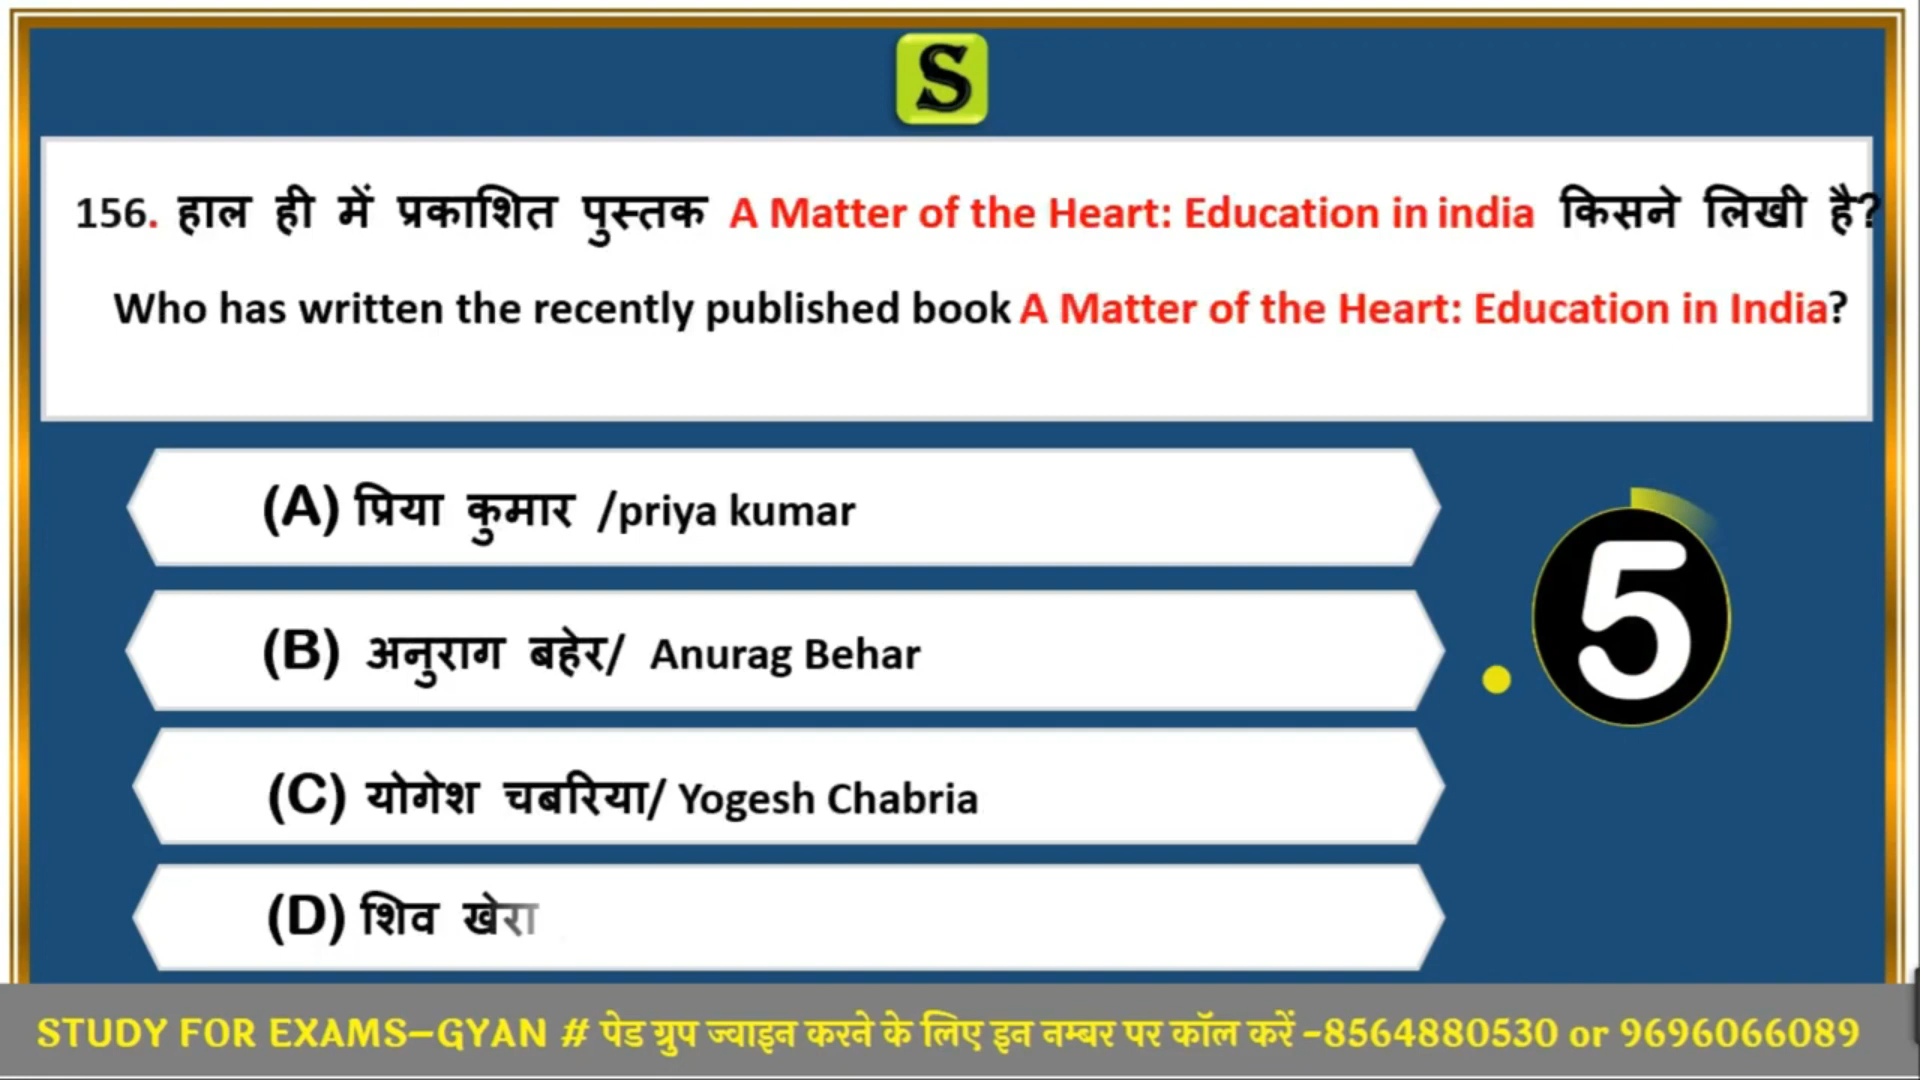 S
156. हाल ही में प्रकाशित पुस्तक A Matter of the Heart: Education in india किसने लिखी है?
Who has written the recently published book A Matter of the Heart: Education in India?
(A) प्रिया कुमार /priya kumar
(B) अनुराग बहेर/ Anurag Behar
5
(C) योगेश चबरिया/ Yogesh Chabria
(D) शिव खेरा
STUDY FOR EXAMS-GYAN # पेड ग्रुप ज्वाइन करने के लिए इन नम्बर पर कॉल करें -8564880530 or 9696066089